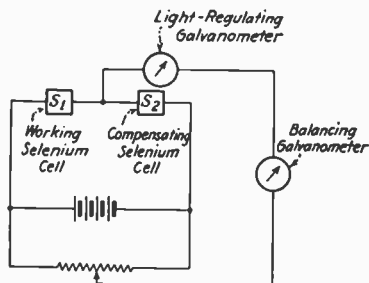 Light-Regulating
Galvanometer
S1
S2
Working
Selenium
Cell
Compensating
Selenium
Cell
Balancing
Galvanometer